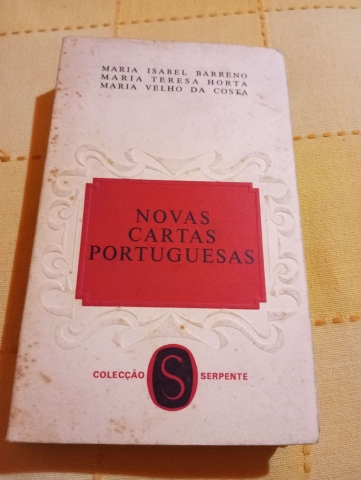 MARIA ISABEL BARRENO
MARIA TERESA HORTA
MARIA VELHO DA COSTA
NOVAS
CARTAS
PORTUGUESAS
COLECÇÃO S SERPENTE